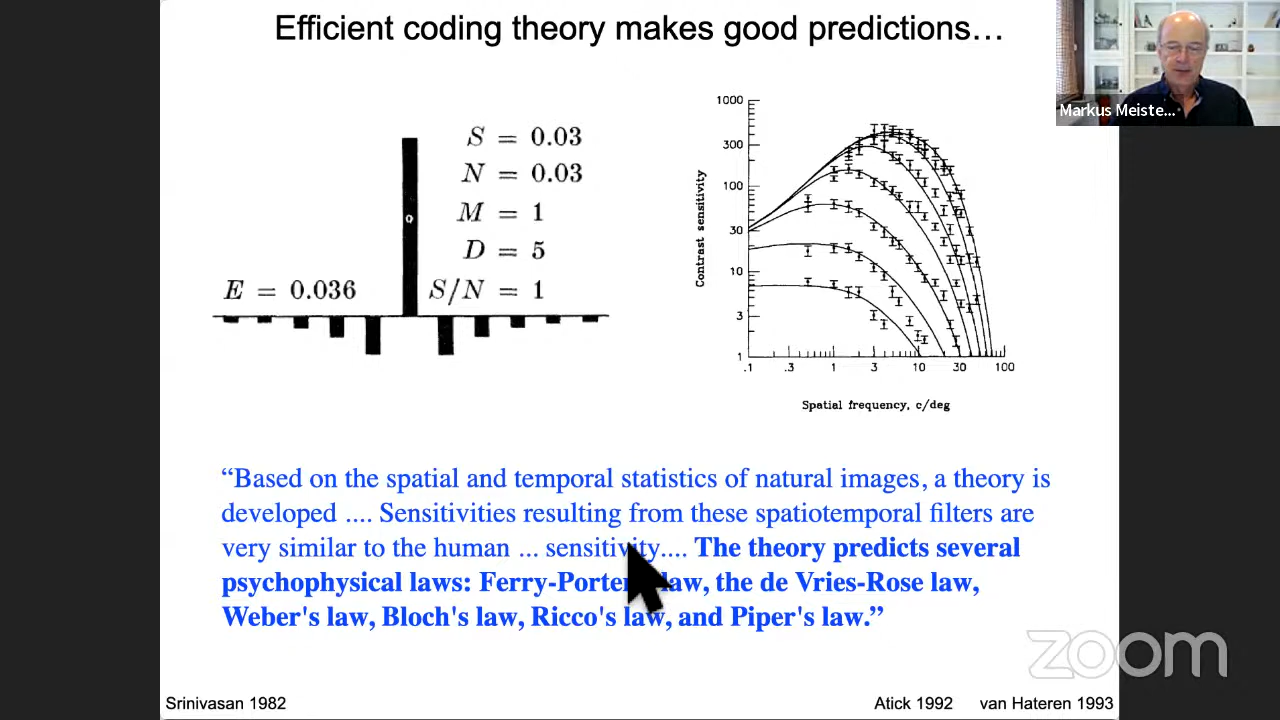 Efficient coding theory makes good predictions…
Markus Meiste...
S = 0.03
N = 0.03
M = 1
D = 5
E = 0.036
S/N = 1
0
1000
300
100
30
10
3
1
Contrast sensitivity
.1 .3 1 3 10 30 100
Spatial frequency, c/deg
“Based on the spatial and temporal statistics of natural images, a theory is
developed .... Sensitivities resulting from these spatiotemporal filters are
very similar to the human ... sensitivity.... The theory predicts several
psychophysical laws: Ferry-Porter law, the de Vries-Rose law,
Weber's law, Bloch's law, Ricco's law, and Piper's law.”
zoom
Srinivasan 1982
Atick 1992 van Hateren 1993